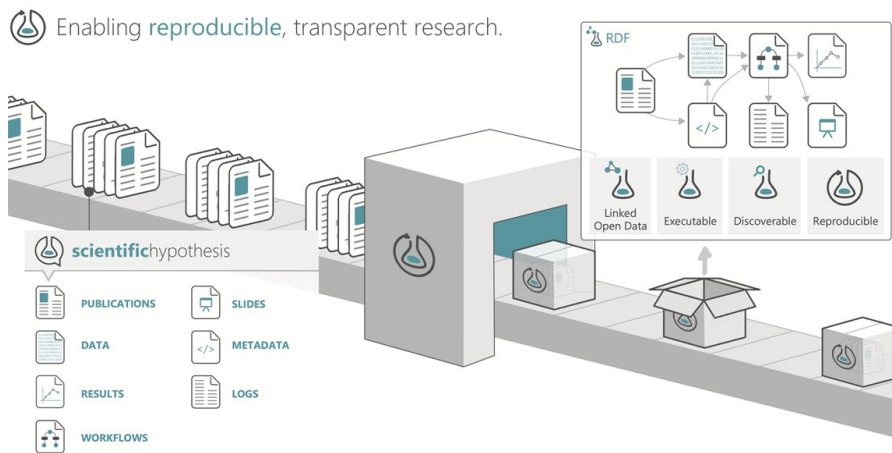 Enabling reproducible, transparent research.
RDF
</>
Linked
Open Data
Executable
Discoverable
Reproducible
scientifichypothesis
PUBLICATIONS
SLIDES
DATA
</>
METADATA
RESULTS
LOGS
WORKFLOWS